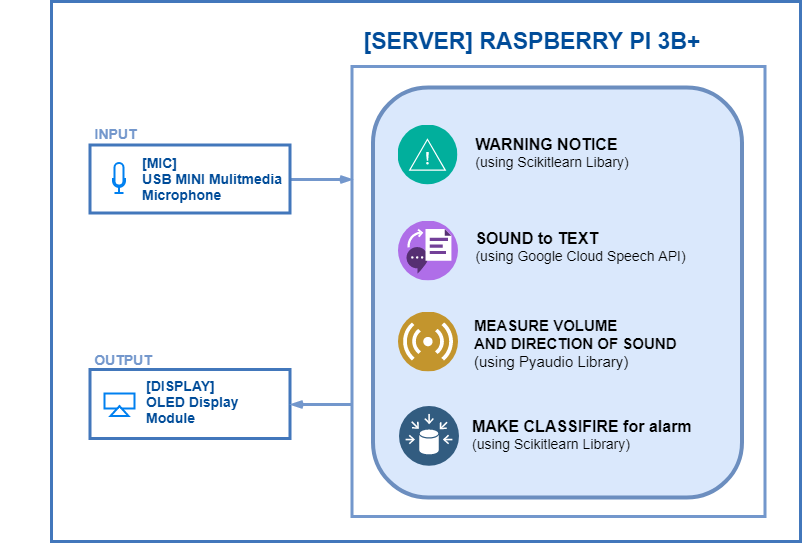 [SERVER] RASPBERRY PI 3B+
INPUT
[MIC]
USB MINI Mulitmedia
Microphone
OUTPUT
[DISPLAY]
OLED Display
Module
WARNING NOTICE
(using Scikitlearn Libary)
SOUND to TEXT
(using Google Cloud Speech API)
MEASURE VOLUME
AND DIRECTION OF SOUND
(using Pyaudio Library)
MAKE CLASSIFIRE for alarm
(using Scikitlearn Library)